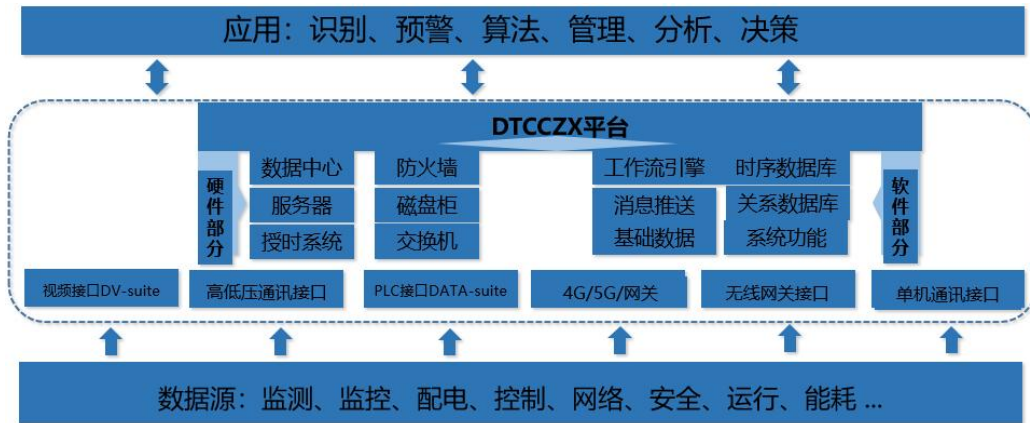 应用：识别、预警、算法、管理、分析、决策
DTCCZX平台
硬件部分
数据中心
防火墙
工作流引擎
时序数据库
软件部分
服务器
磁盘柜
消息推送
关系数据库
授时系统
交换机
基础数据
系统功能
视频接口DV-suite
高低压通讯接口
PLC接口DATA-suite
4G/5G/网关
无线网关接口
单机通讯接口
数据源：监测、监控、配电、控制、网络、安全、运行、能耗 ...